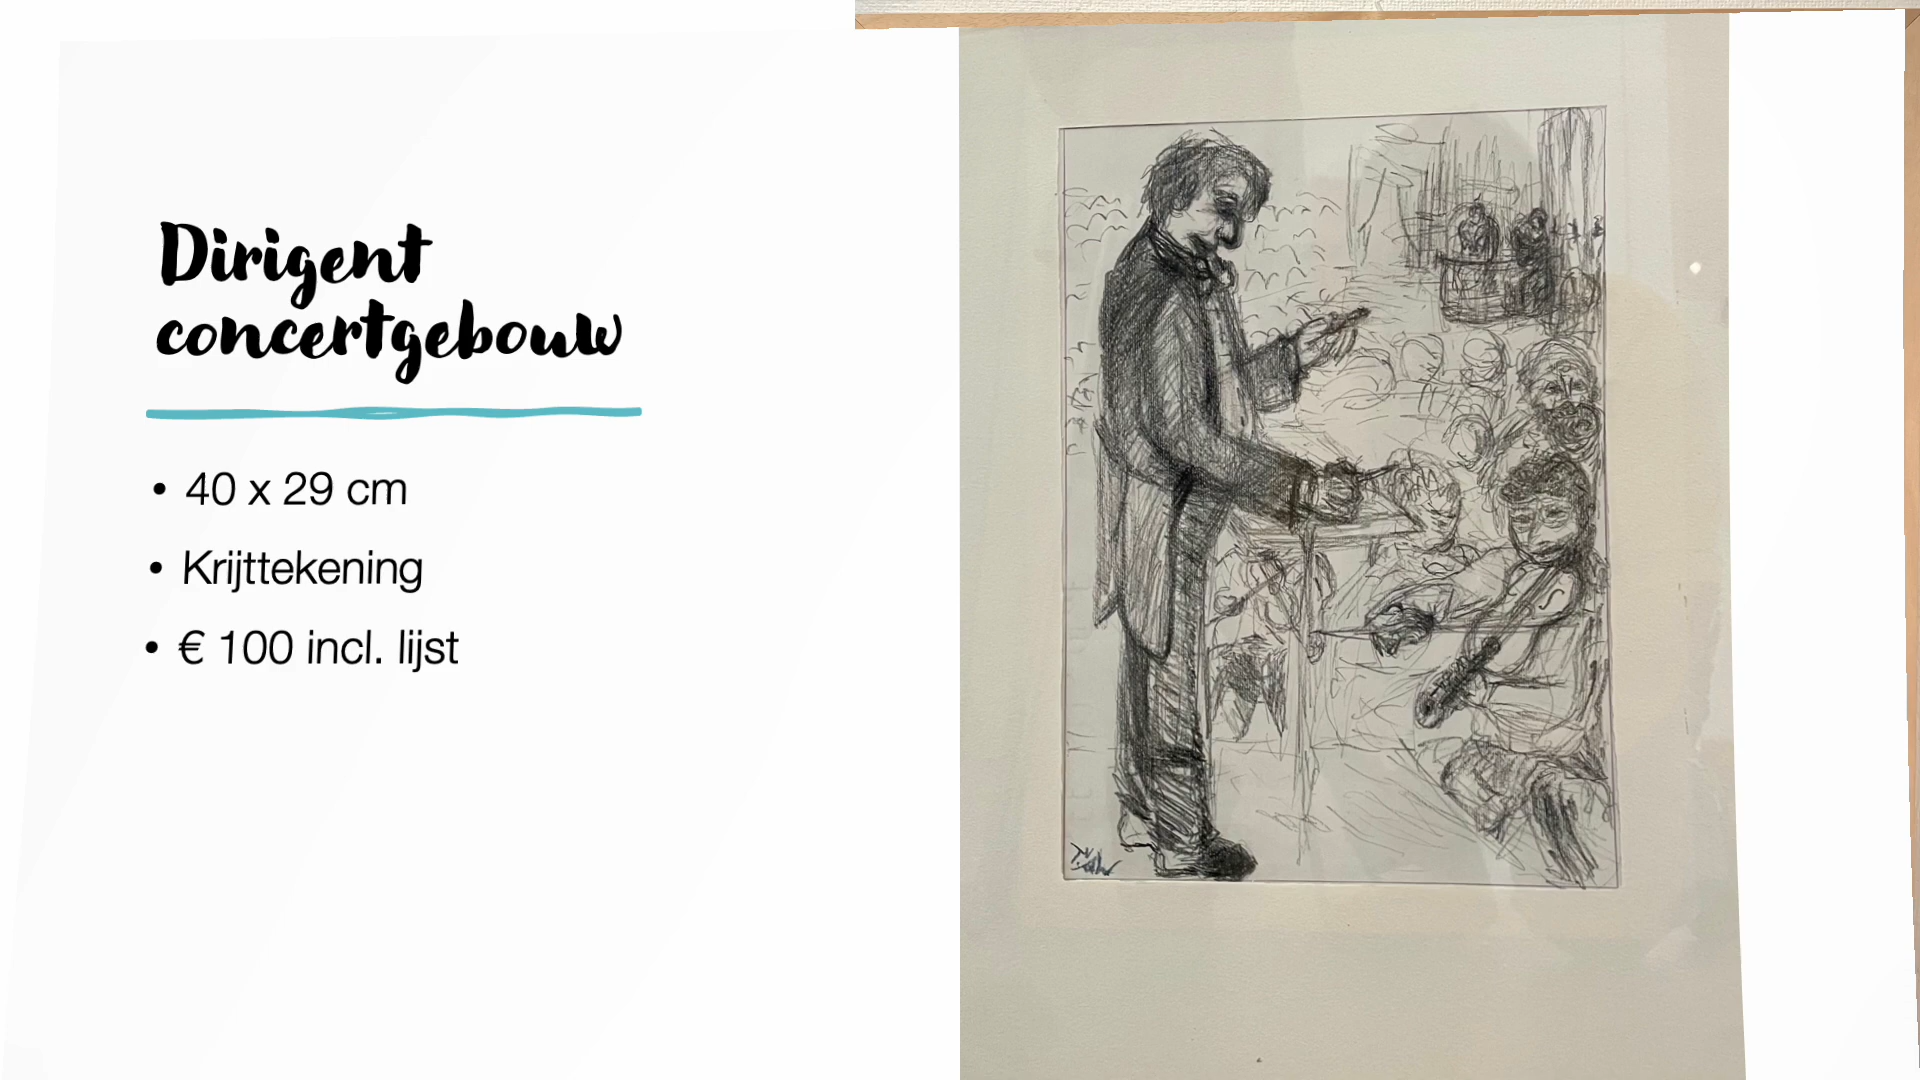 Dirigent
concertgebouw
• 40 x 29 cm
• Krijttekening
• € 100 incl. lijst